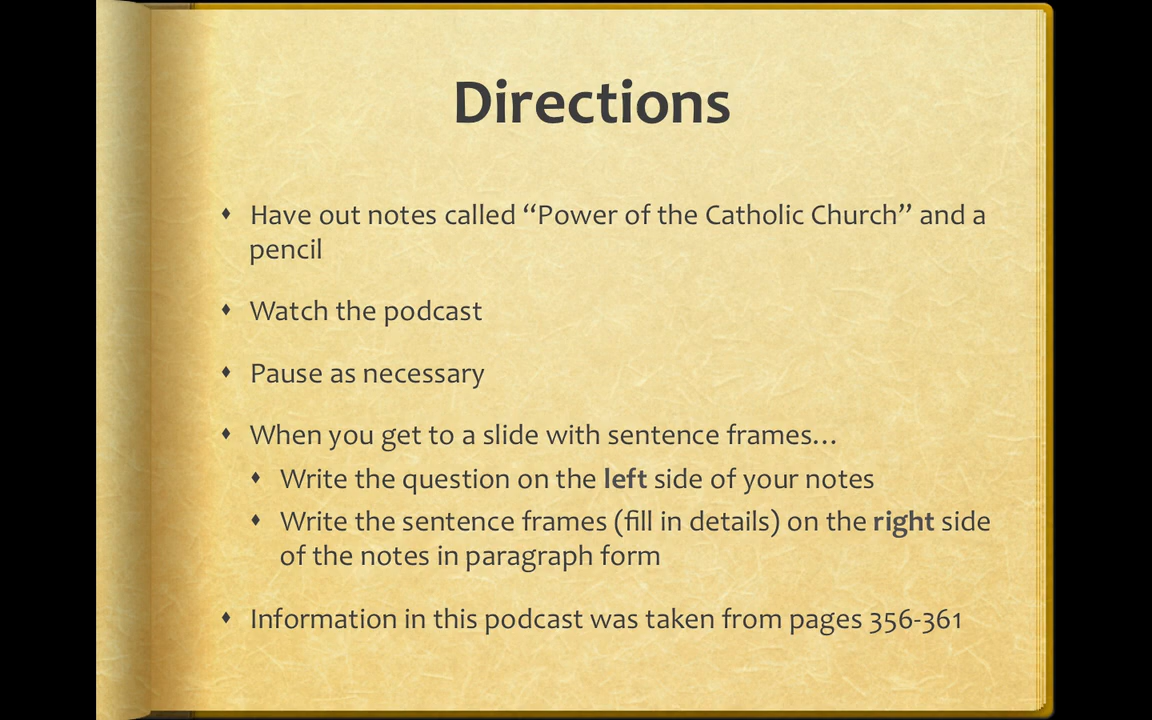 Directions
Have out notes called “Power of the Catholic Church” and a
pencil
Watch the podcast
Pause as necessary
When you get to a slide with sentence frames…
Write the question on the left side of your notes
Write the sentence frames (fill in details) on the right side
of the notes in paragraph form
Information in this podcast was taken from pages 356-361